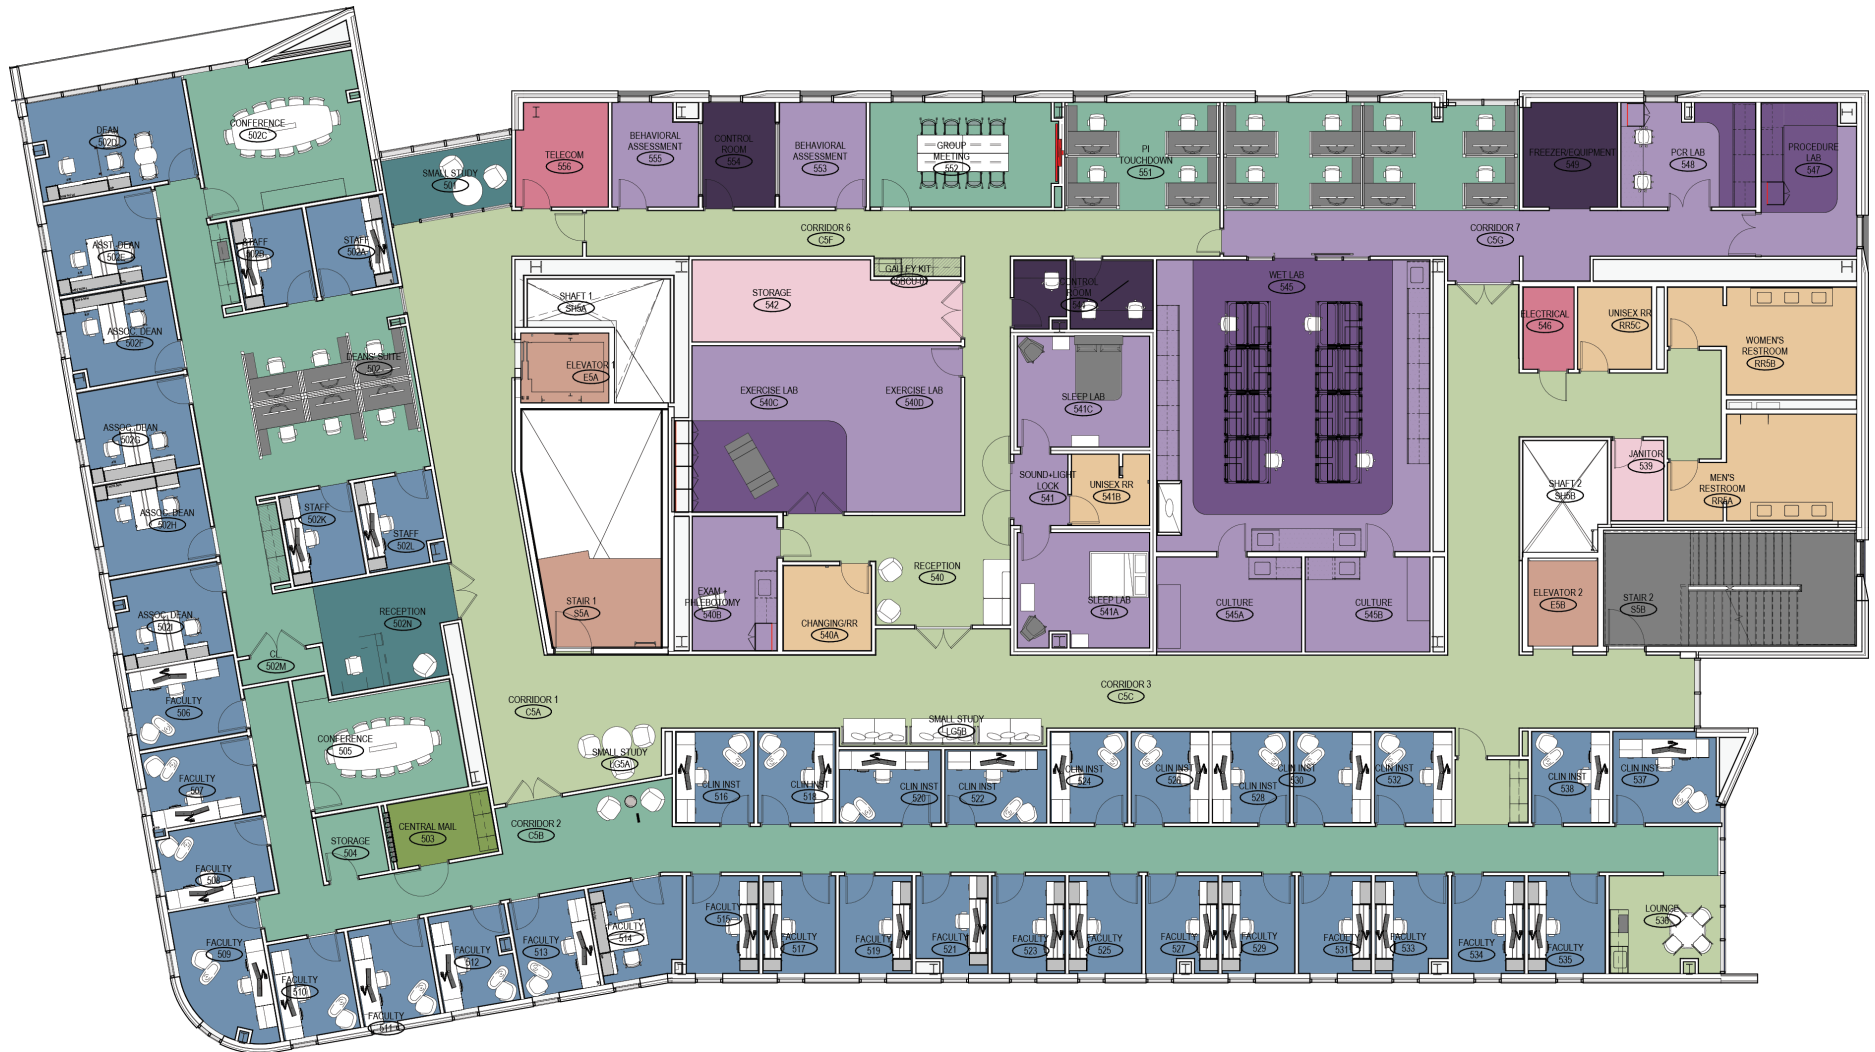 DEAN
502D
CONFERENCE
502C
SMALL STUDY
501
TELECOM
556
BEHAVIORAL
ASSESSMENT
555
CONTROL
ROOM
554
BEHAVIORAL
ASSESSMENT
553
GROUP
MEETING
552
PI
TOUCHDOWN
551
FREEZER/EQUIPMENT
549
PCR LAB
548
PROCEDURE
LAB
547
ASST. DEAN
502E
STAFF
502B
STAFF
502A
CORRIDOR 6
C5F
CORRIDOR 7
C5G
ASSOC. DEAN
502F
DEANS' SUITE
502
SHAFT 1
SH5A
ELEVATOR 1
E5A
STORAGE
542
GALLEY KIT.
CONTROL
ROOM
544
WET LAB
545
ELECTRICAL
546
UNISEX RR
RR5C
WOMEN'S
RESTROOM
RR5B
EXERCISE LAB
540C
EXERCISE LAB
540D
SLEEP LAB
541C
ASSOC. DEAN
502G
ASSOC. DEAN
502H
STAFF
502K
STAFF
502L
SOUND+LIGHT
LOCK
541
UNISEX RR
541B
JANITOR
539
SHAFT 2
SH5B
MEN'S
RESTROOM
RR5A
ASSOC. DEAN
502I
RECEPTION
502N
STAIR 1
S5A
EXAM +
PHLEBOTOMY
540B
CHANGING/RR
540A
RECEPTION
540
SLEEP LAB
541A
CULTURE
545A
CULTURE
545B
ELEVATOR 2
E5B
STAIR 2
S5B
502M
FACULTY
506
CORRIDOR 1
C5A
CORRIDOR 3
C5C
CONFERENCE
505
SMALL STUDY
LG5A
SMALL STUDY
LG5B
FACULTY
507
CLIN INST
516
CLIN INST
518
CLIN INST
520
CLIN INST
522
CLIN INST
524
CLIN INST
526
CLIN INST
528
CLIN INST
530
CLIN INST
532
CLIN INST
538
CLIN INST
537
FACULTY
508
STORAGE
504
CENTRAL MAIL
503
CORRIDOR 2
C5B
FACULTY
509
FACULTY
510
FACULTY
511
FACULTY
512
FACULTY
513
FACULTY
514
FACULTY
515
FACULTY
517
FACULTY
519
FACULTY
521
FACULTY
523
FACULTY
525
FACULTY
527
FACULTY
529
FACULTY
531
FACULTY
533
FACULTY
534
FACULTY
535
LOUNGE
536